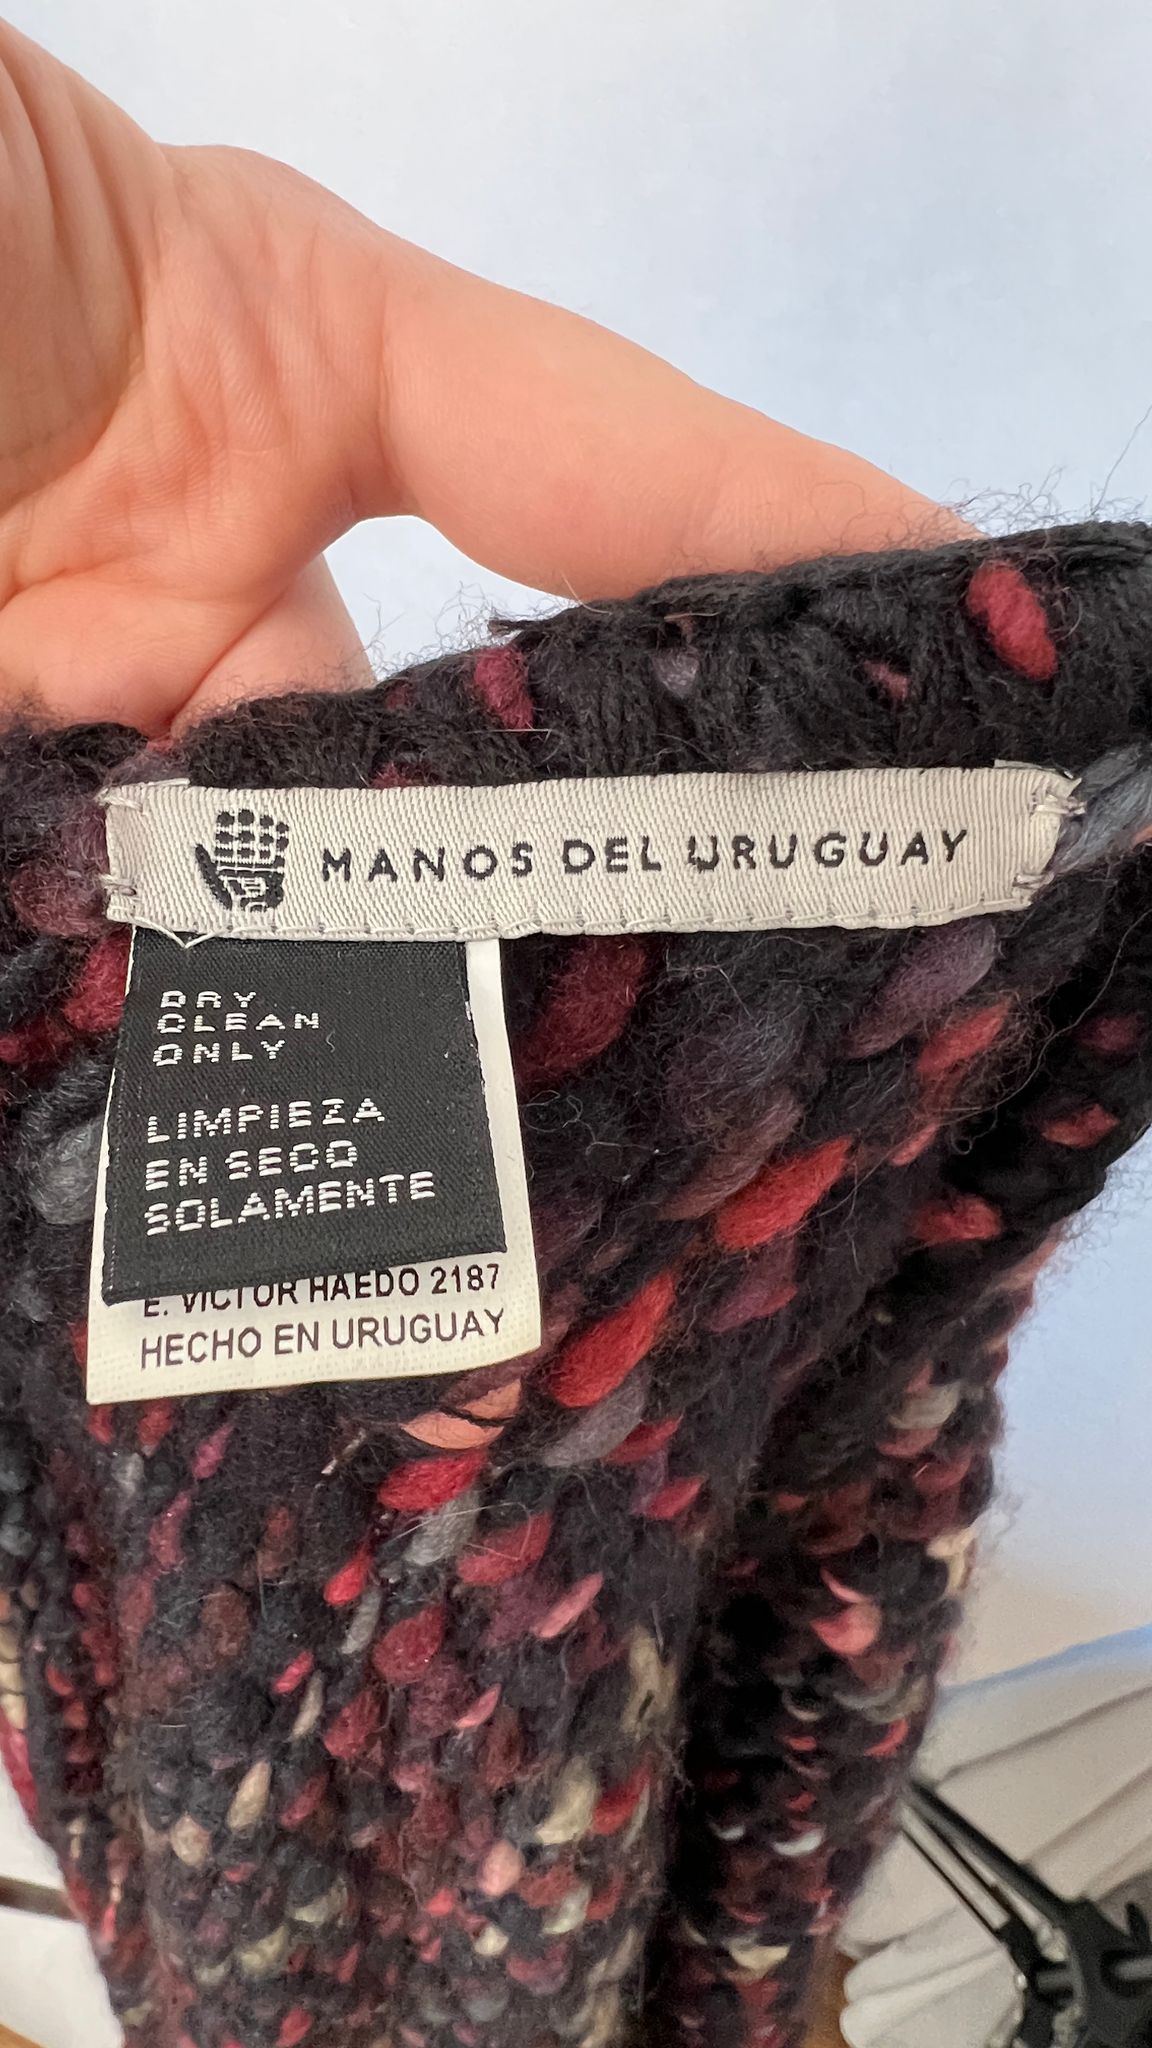 MANOS DEL URUGUAY
DRY
CLEAN
ONLY
LIMPIEZA
EN SECO
SOLAMENTE
E. VICTOR HAEDO 2187
HECHO EN URUGUAY